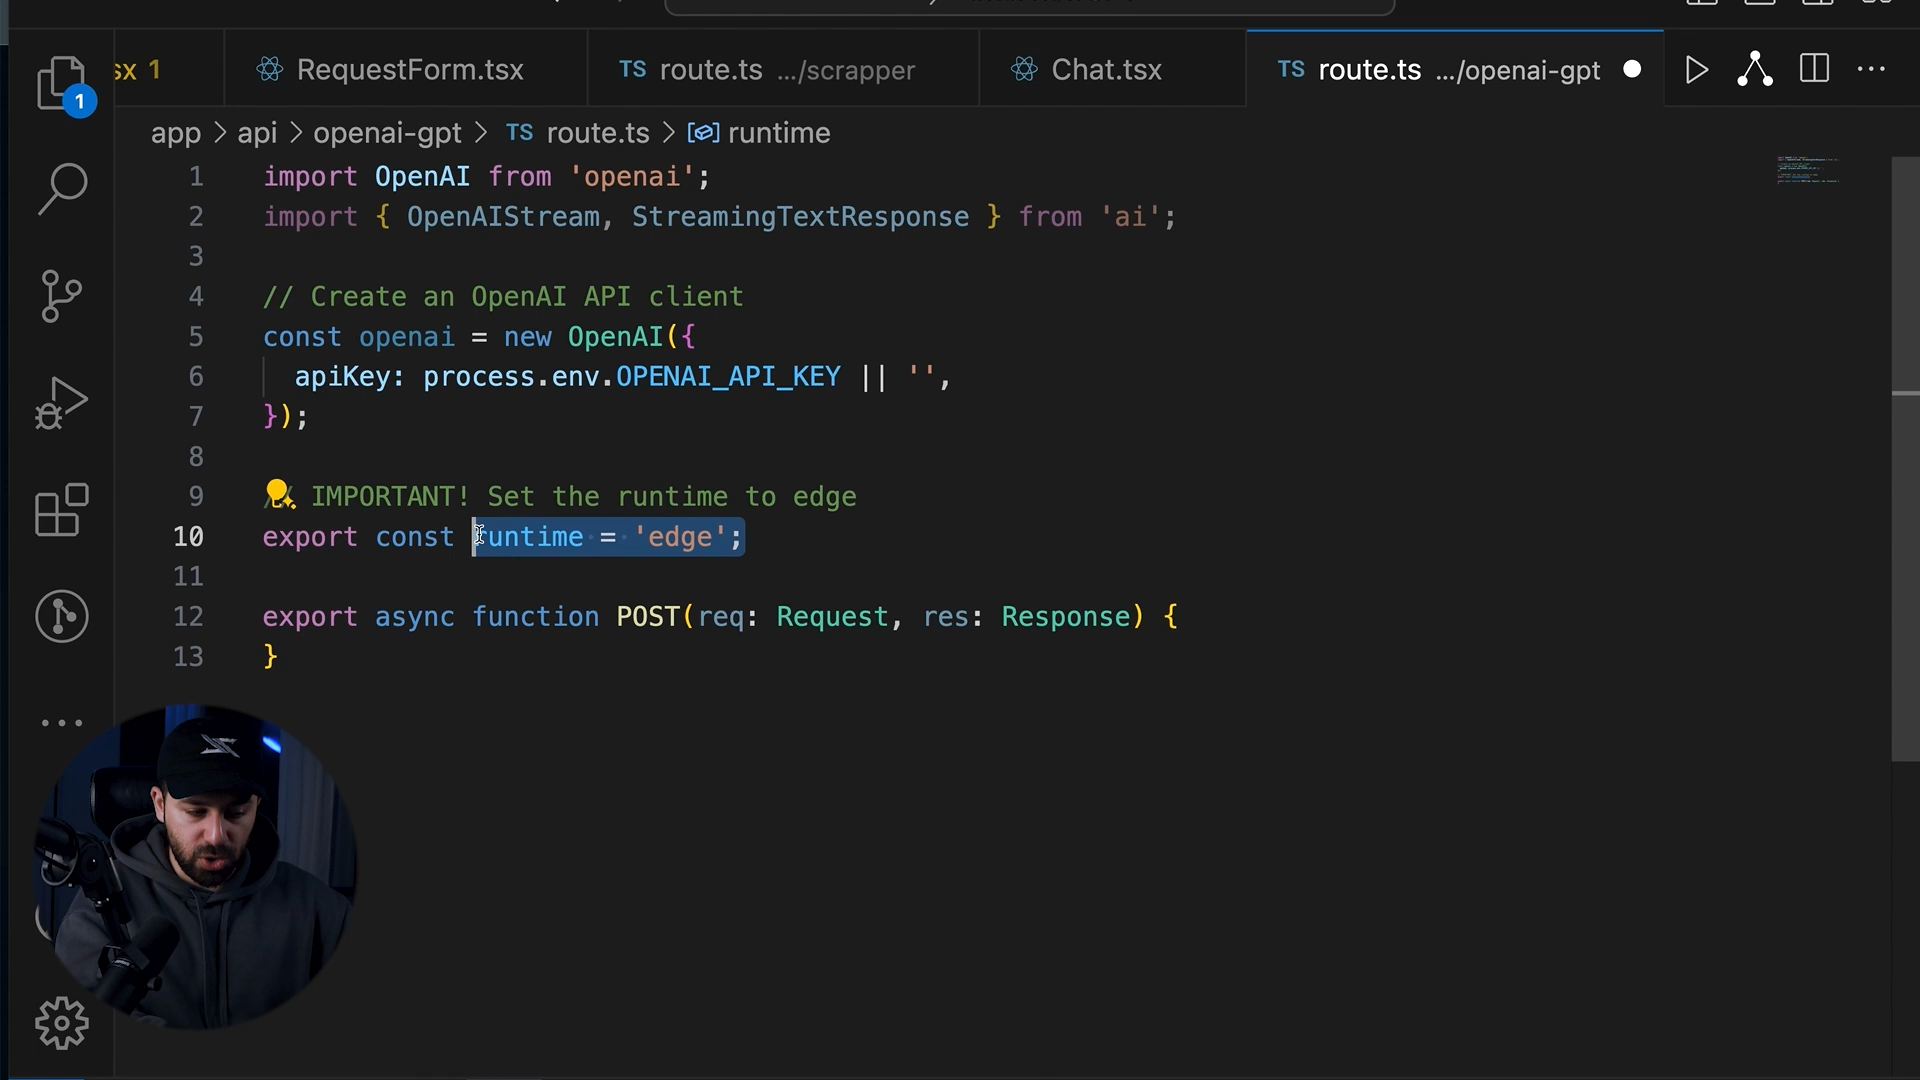 sx 1
RequestForm.tsx
TS route.ts .../scrapper
Chat.tsx
TS route.ts .../openai-gpt
1
app > api > openai-gpt > TS route.ts > runtime
1 import OpenAI from 'openai';
2 import { OpenAIStream, StreamingTextResponse } from 'ai';
3
4 // Create an OpenAI API client
5 const openai = new OpenAI({
6 apiKey: process.env.OPENAI_API_KEY || '',
7 });
8
9 // IMPORTANT! Set the runtime to edge
10 export const runtime = 'edge';
11
12 export async function POST(req: Request, res: Response) {
13 }